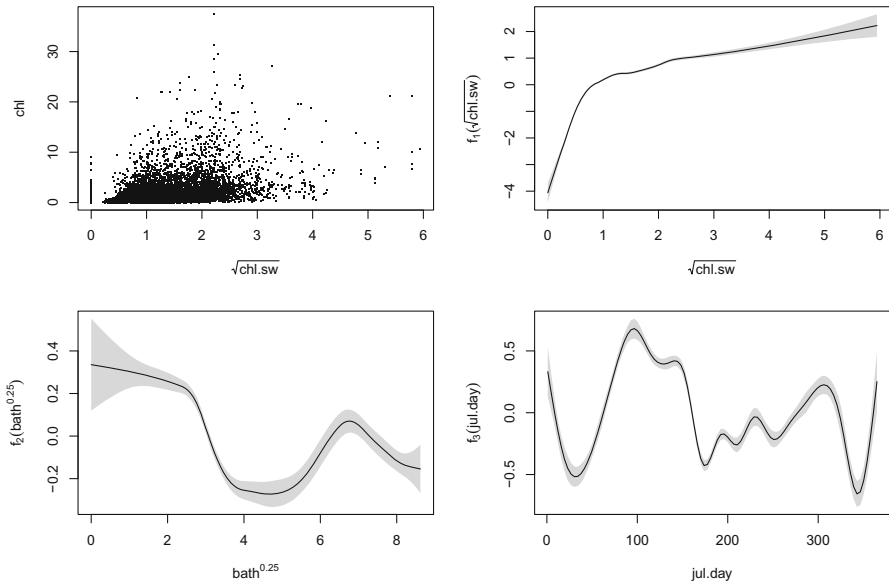 chl
30
20
10
0
0 1 2 3 4 5 6
√chl.sw
f₁(√chl.sw)
2
1
0
−2
−4
0 1 2 3 4 5 6
√chl.sw
f₂(bath^0.25)
0.4
0.2
0.0
−0.2
0 2 4 6 8
bath^0.25
f₃(jul.day)
0.5
0.0
−0.5
0 100 200 300
jul.day